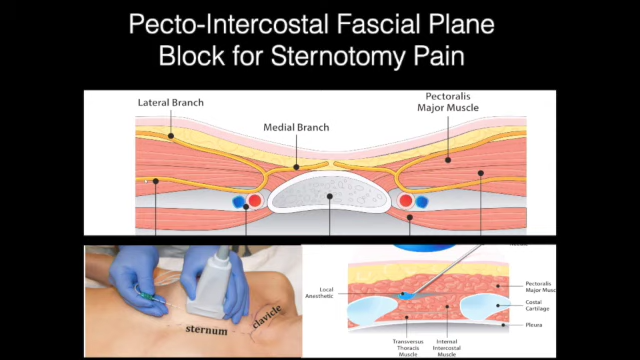 Pecto-Intercostal Fascial Plane
Block for Sternotomy Pain
Lateral Branch
Medial Branch
Pectoralis
Major Muscle
sternum
clavicle
Local
Anesthetic
Pectoralis
Major Musc
Costal
Cartilage
Pleura
Transversus
Thoracis
Muscle
Internal
Intercostal
Muscle